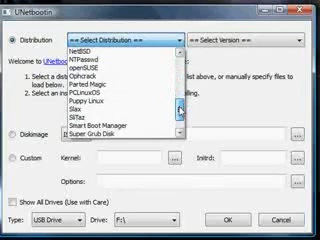 UNetbootin
Distribution
== Select Distribution ==
== Select Version ==
NetBSD
NTPasswd
openSUSE
Ophcrack
Parted Magic
PCLinuxOS
Puppy Linux
Slax
SliTaz
Smart Boot Manager
Super Grub Disk
Welcome to UNetbootin
1. Select a dist
list above, or manually specify files
to load below.
2. Select an ins
alling.
Diskimage
Custom
Kernel:
...
Initrd:
...
Options:
Show All Drives (Use with Care)
Type:
USB Drive
Drive:
F:\
OK
Cancel